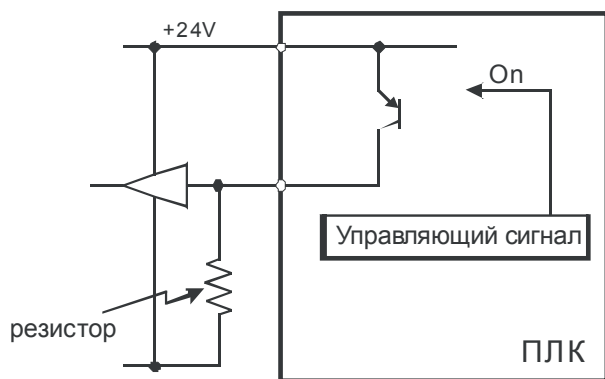 +24V
On
Управляющий сигнал
резистор
ПЛК